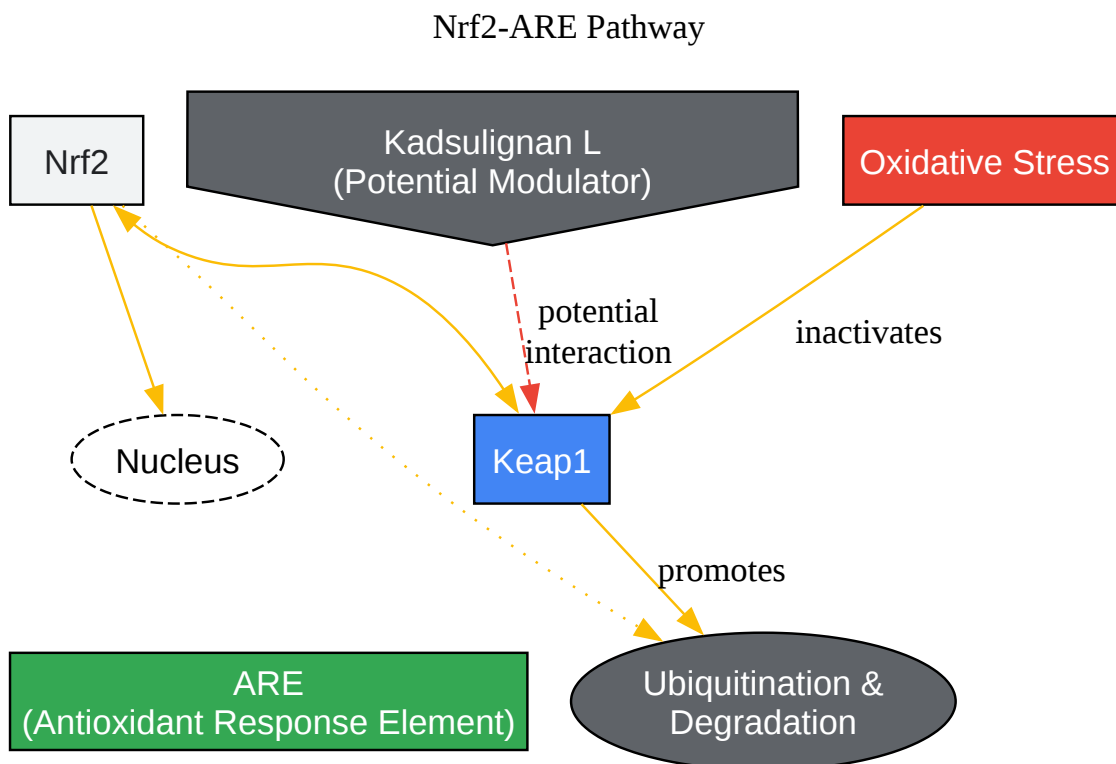 Nrf2-ARE Pathway
Nrf2
Kadsulignan L
(Potential Modulator)
Oxidative Stress
potential
interaction
inactivates
Nucleus
Keap1
promotes
ARE
(Antioxidant Response Element)
Ubiquitination &
Degradation